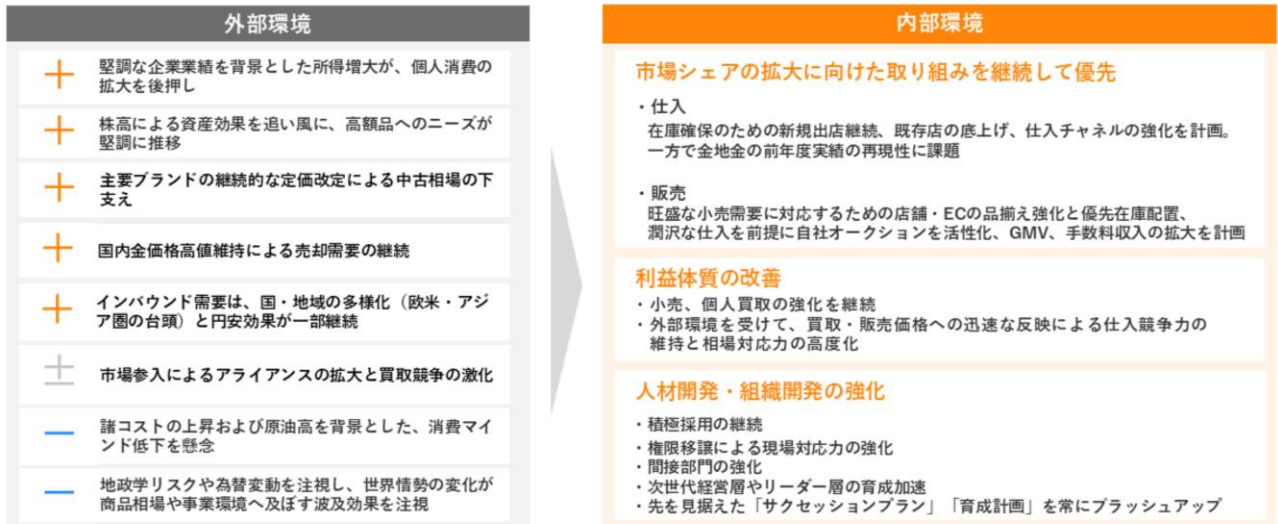 外部環境
＋ 堅調な企業業績を背景とした所得増大が、個人消費の
拡大を後押し
＋ 株高による資産効果を追い風に、高額品へのニーズが
堅調に推移
＋ 主要ブランドの継続的な定価改定による中古相場の下
支え
＋ 国内金価格高値維持による売却需要の継続
＋ インバウンド需要は、国・地域の多様化（欧米・アジ
ア圏の台頭）と円安効果が一部継続
± 市場参入によるアライアンスの拡大と買取競争の激化
− 諸コストの上昇および原油高を背景とした、消費マイ
ンド低下を懸念
− 地政学リスクや為替変動を注視し、世界情勢の変化が
商品相場や事業環境へ及ぼす波及効果を注視
内部環境
市場シェアの拡大に向けた取り組みを継続して優先
・仕入
在庫確保のための新規出店継続、既存店の底上げ、仕入チャネルの強化を計画。
一方で金地金の前年度実績の再現性に課題
・販売
旺盛な小売需要に対応するための店舗・ECの品揃え強化と優先在庫配置、
潤沢な仕入を前提に自社オークションを活性化、GMV、手数料収入の拡大を計画
利益体質の改善
・小売、個人買取の強化を継続
・外部環境を受けて、買取・販売価格への迅速な反映による仕入競争力の
維持と相場対応力の高度化
人材開発・組織開発の強化
・積極採用の継続
・権限移譲による現場対応力の強化
・間接部門の強化
・次世代経営層やリーダー層の育成加速
・先を見据えた「サクセッションプラン」「育成計画」を常にブラッシュアップ